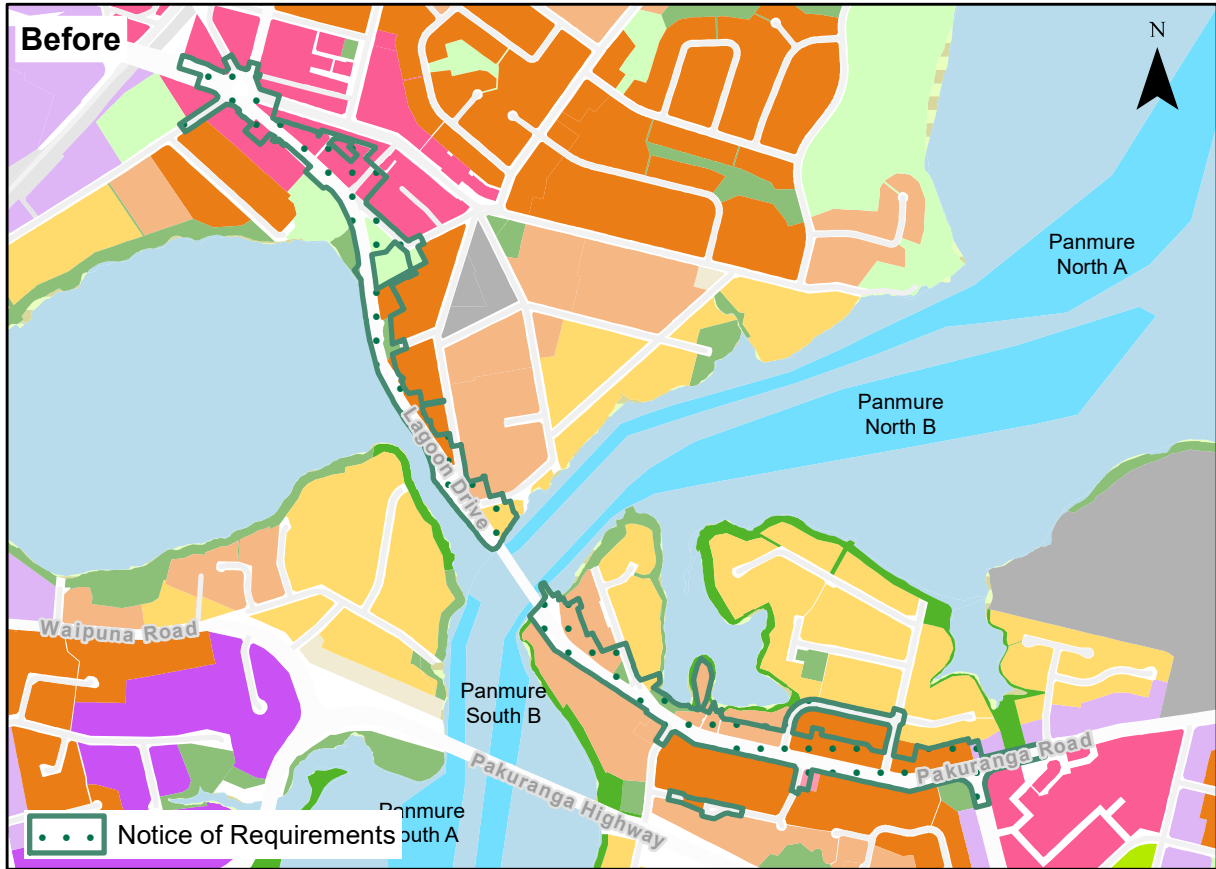 Before
N
Panmure
North A
Panmure
North B
Lagoon Drive
Waipuna Road
Panmure
South B
Pakuranga Road
Pakuranga Highway
Panmure
outh A
Notice of Requirements